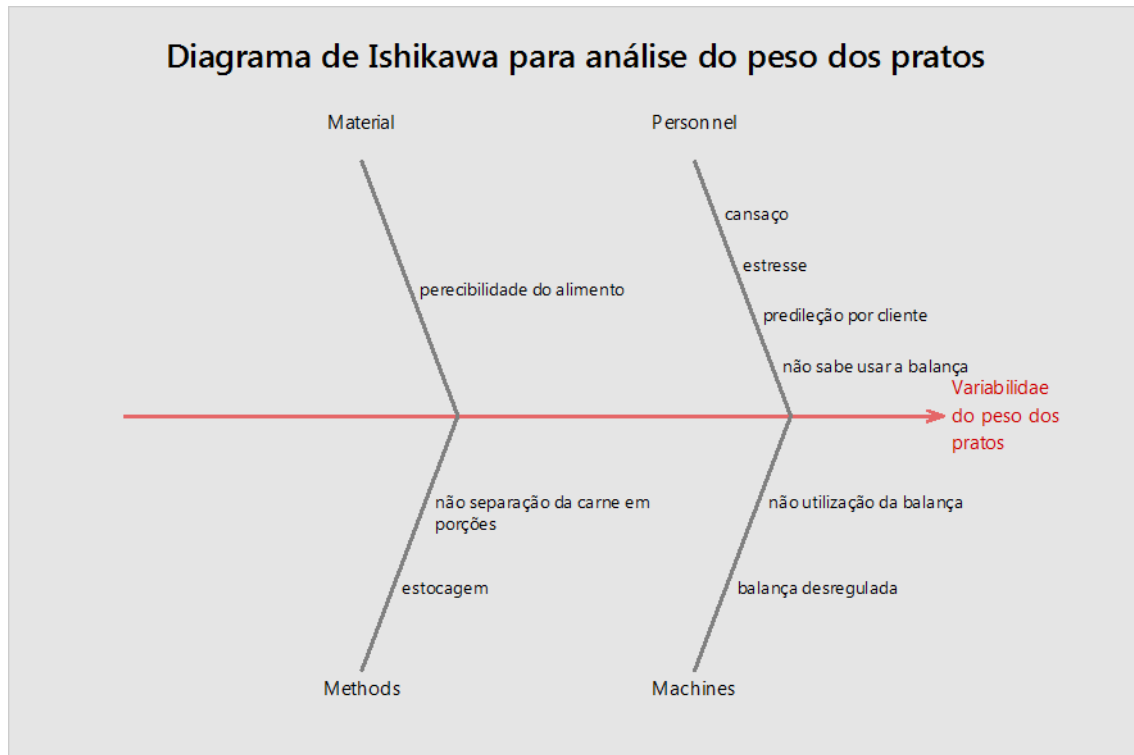 Diagrama de Ishikawa para análise do peso dos pratos
Material
Personnel
cansaço
estresse
perecibilidade do alimento
predileção por cliente
não sabe usar a balança
Variabilidae
do peso dos
pratos
não separação da carne em
porções
não utilização da balança
estocagem
balança desregulada
Methods
Machines